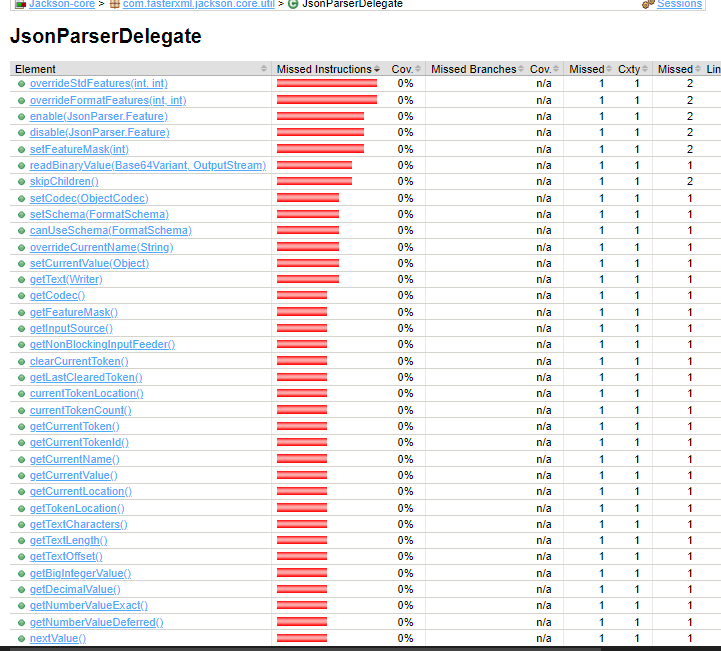 Jackson-core > com.fasterxml.jackson.core.util > JsonParserDelegate Sessions
JsonParserDelegate
Element Missed Instructions Cov. Missed Branches Cov. Missed Cxty Missed Lin
overrideStdFeatures(int, int) 0% n/a 1 1 2
overrideFormatFeatures(int, int) 0% n/a 1 1 2
enable(JsonParser.Feature) 0% n/a 1 1 2
disable(JsonParser.Feature) 0% n/a 1 1 2
setFeatureMask(int) 0% n/a 1 1 2
readBinaryValue(Base64Variant, OutputStream) 0% n/a 1 1 1
skipChildren() 0% n/a 1 1 2
setCodec(ObjectCodec) 0% n/a 1 1 1
setSchema(FormatSchema) 0% n/a 1 1 1
canUseSchema(FormatSchema) 0% n/a 1 1 1
overrideCurrentName(String) 0% n/a 1 1 1
setCurrentValue(Object) 0% n/a 1 1 1
getText(Writer) 0% n/a 1 1 1
getCodec() 0% n/a 1 1 1
getFeatureMask() 0% n/a 1 1 1
getInputSource() 0% n/a 1 1 1
getNonBlockingInputFeeder() 0% n/a 1 1 1
clearCurrentToken() 0% n/a 1 1 1
getLastClearedToken() 0% n/a 1 1 1
currentTokenLocation() 0% n/a 1 1 1
currentTokenCount() 0% n/a 1 1 1
getCurrentToken() 0% n/a 1 1 1
getCurrentTokenId() 0% n/a 1 1 1
getCurrentName() 0% n/a 1 1 1
getCurrentValue() 0% n/a 1 1 1
getCurrentLocation() 0% n/a 1 1 1
getTokenLocation() 0% n/a 1 1 1
getTextCharacters() 0% n/a 1 1 1
getTextLength() 0% n/a 1 1 1
getTextOffset() 0% n/a 1 1 1
getBigIntegerValue() 0% n/a 1 1 1
getDecimalValue() 0% n/a 1 1 1
getNumberValueExact() 0% n/a 1 1 1
getNumberValueDeferred() 0% n/a 1 1 1
nextValue() 0% n/a 1 1 1